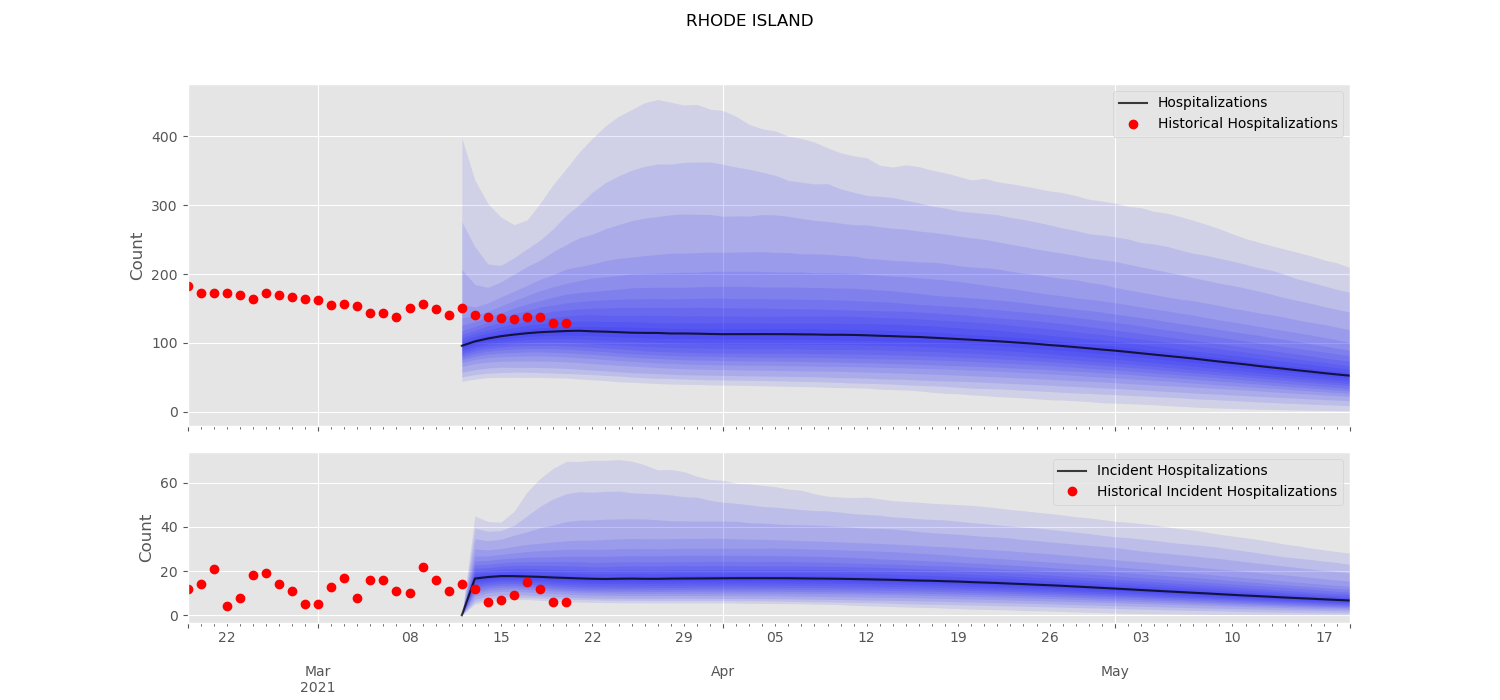 RHODE ISLAND
Hospitalizations
Historical Hospitalizations
Count
400
300
200
100
0
Incident Hospitalizations
Historical Incident Hospitalizations
Count
60
40
20
0
22 08 15 22 29 05 12 19 26 03 10 17
Mar Apr May
2021